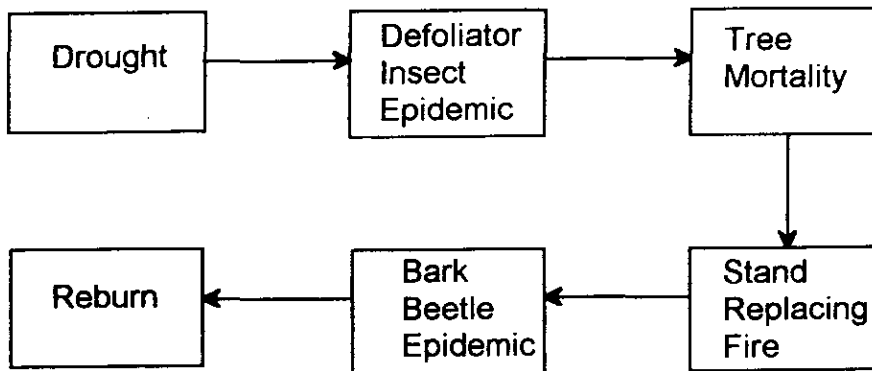 Drought
Defoliator
Insect
Epidemic
Tree
Mortality
Stand
Replacing
Fire
Bark
Beetle
Epidemic
Reburn